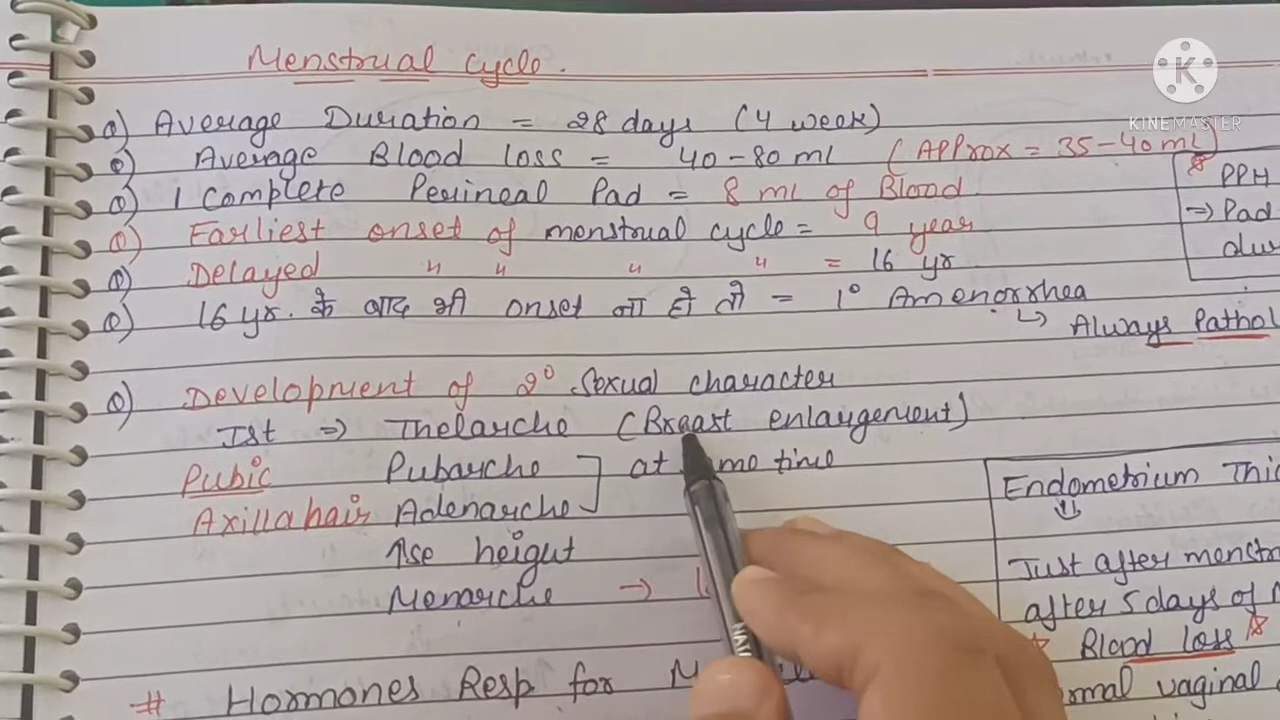 Menstrual Cycle.
KINEMASTER
Average Duration = 28 days (4 week)
Average Blood loss = 40-80 ml (Approx = 35-40 ml)
1 Complete Perineal Pad = 8 ml of Blood
Earliest onset of menstrual cycle = 9 year
Delayed " " " " = 16 yr
16 yr. के बाद भी onset ना हो तो = 1° Amenorrhea
↳ Always Pathol
PPH
→ Pad
Development of 2° Sexual character
Ist ⇒ Thelarche (Breast enlargement)
Pubic Pubarche at time
Axilla hair Adenarche
↑se height
Menarche →
# Hormones Resp for
Endometrium Thi
Just after menstr
after 5 days of
Blood loss
vaginal